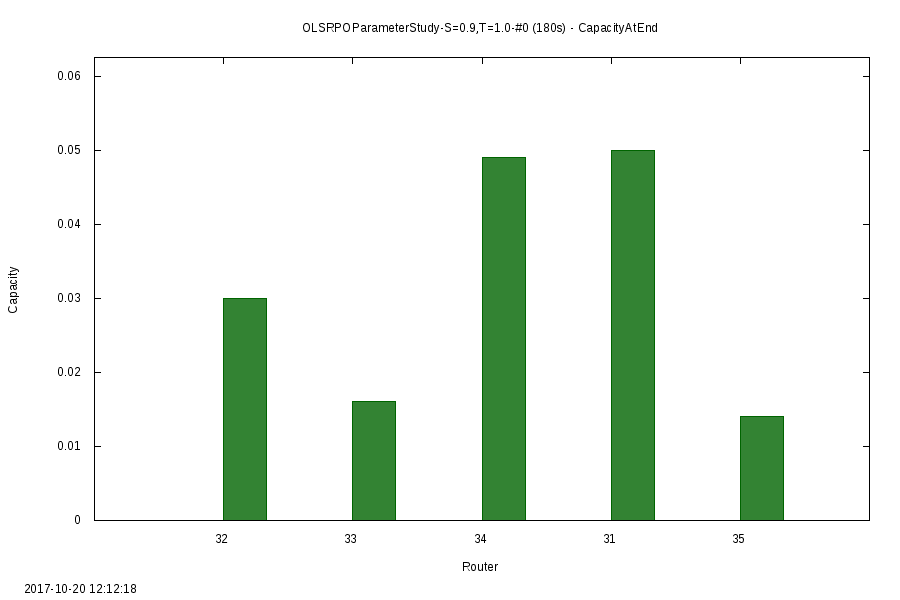 OLSRPOParameterStudy-S=0.9,T=1.0-#0 (180s) - CapacityAtEnd
0.06
0.05
0.04
0.03
0.02
0.01
0
Capacity
32 33 34 31 35
Router
2017-10-20 12:12:18